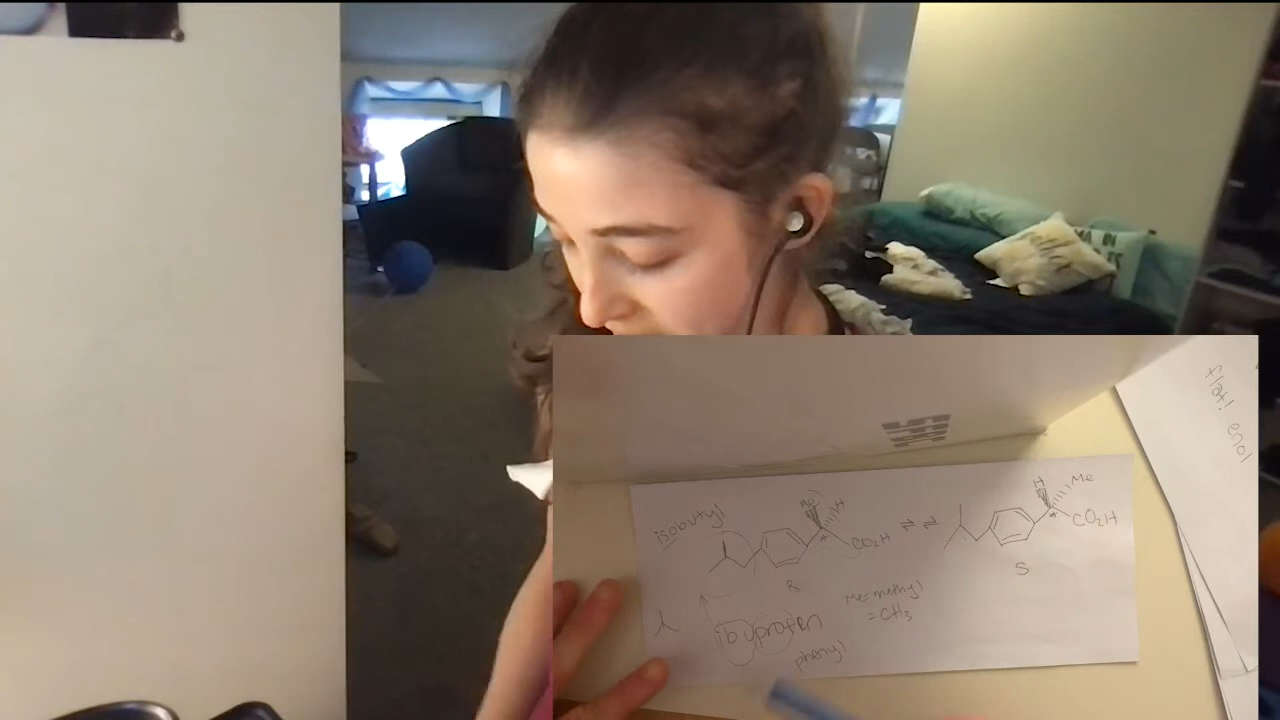 isobutyl
Me
H
CO2H
⇌ ⇌
H
Me
CO2H
*
*
R
S
ibuprofen
phenyl
Me=methyl
=CH3
flat! enol